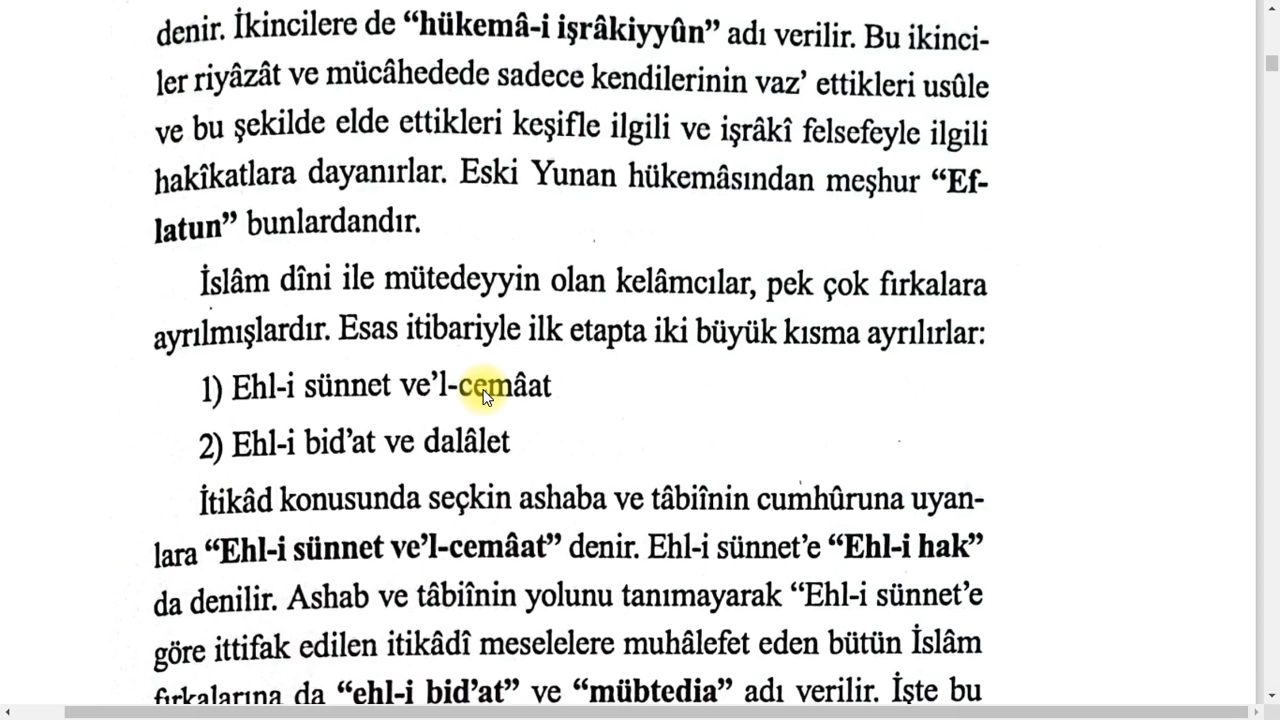 denir. İkincilere de “hükemâ-i işrâkiyyûn” adı verilir. Bu ikinci-
ler riyâzât ve mücâhedede sadece kendilerinin vaz’ ettikleri usûle
ve bu şekilde elde ettikleri keşifle ilgili ve işrâkî felsefeyle ilgili
hakîkatlara dayanırlar. Eski Yunan hükemâsından meşhur “Ef-
latun” bunlardandır.
İslâm dîni ile mütedeyyin olan kelâmcılar, pek çok fırkalara
ayrılmışlardır. Esas itibariyle ilk etapta iki büyük kısma ayrılırlar:
1) Ehl-i sünnet ve’l-cemâat
2) Ehl-i bid’at ve dalâlet
İtikâd konusunda seçkin ashaba ve tâbiînin cumhûruna uyan-
lara “Ehl-i sünnet ve’l-cemâat” denir. Ehl-i sünnet’e “Ehl-i hak”
da denilir. Ashab ve tâbiînin yolunu tanımayarak “Ehl-i sünnet’e
göre ittifak edilen itikâdî meselelere muhâlefet eden bütün İslâm
fırkalarına da “ehl-i bid’at” ve “mübtedia” adı verilir. İşte bu